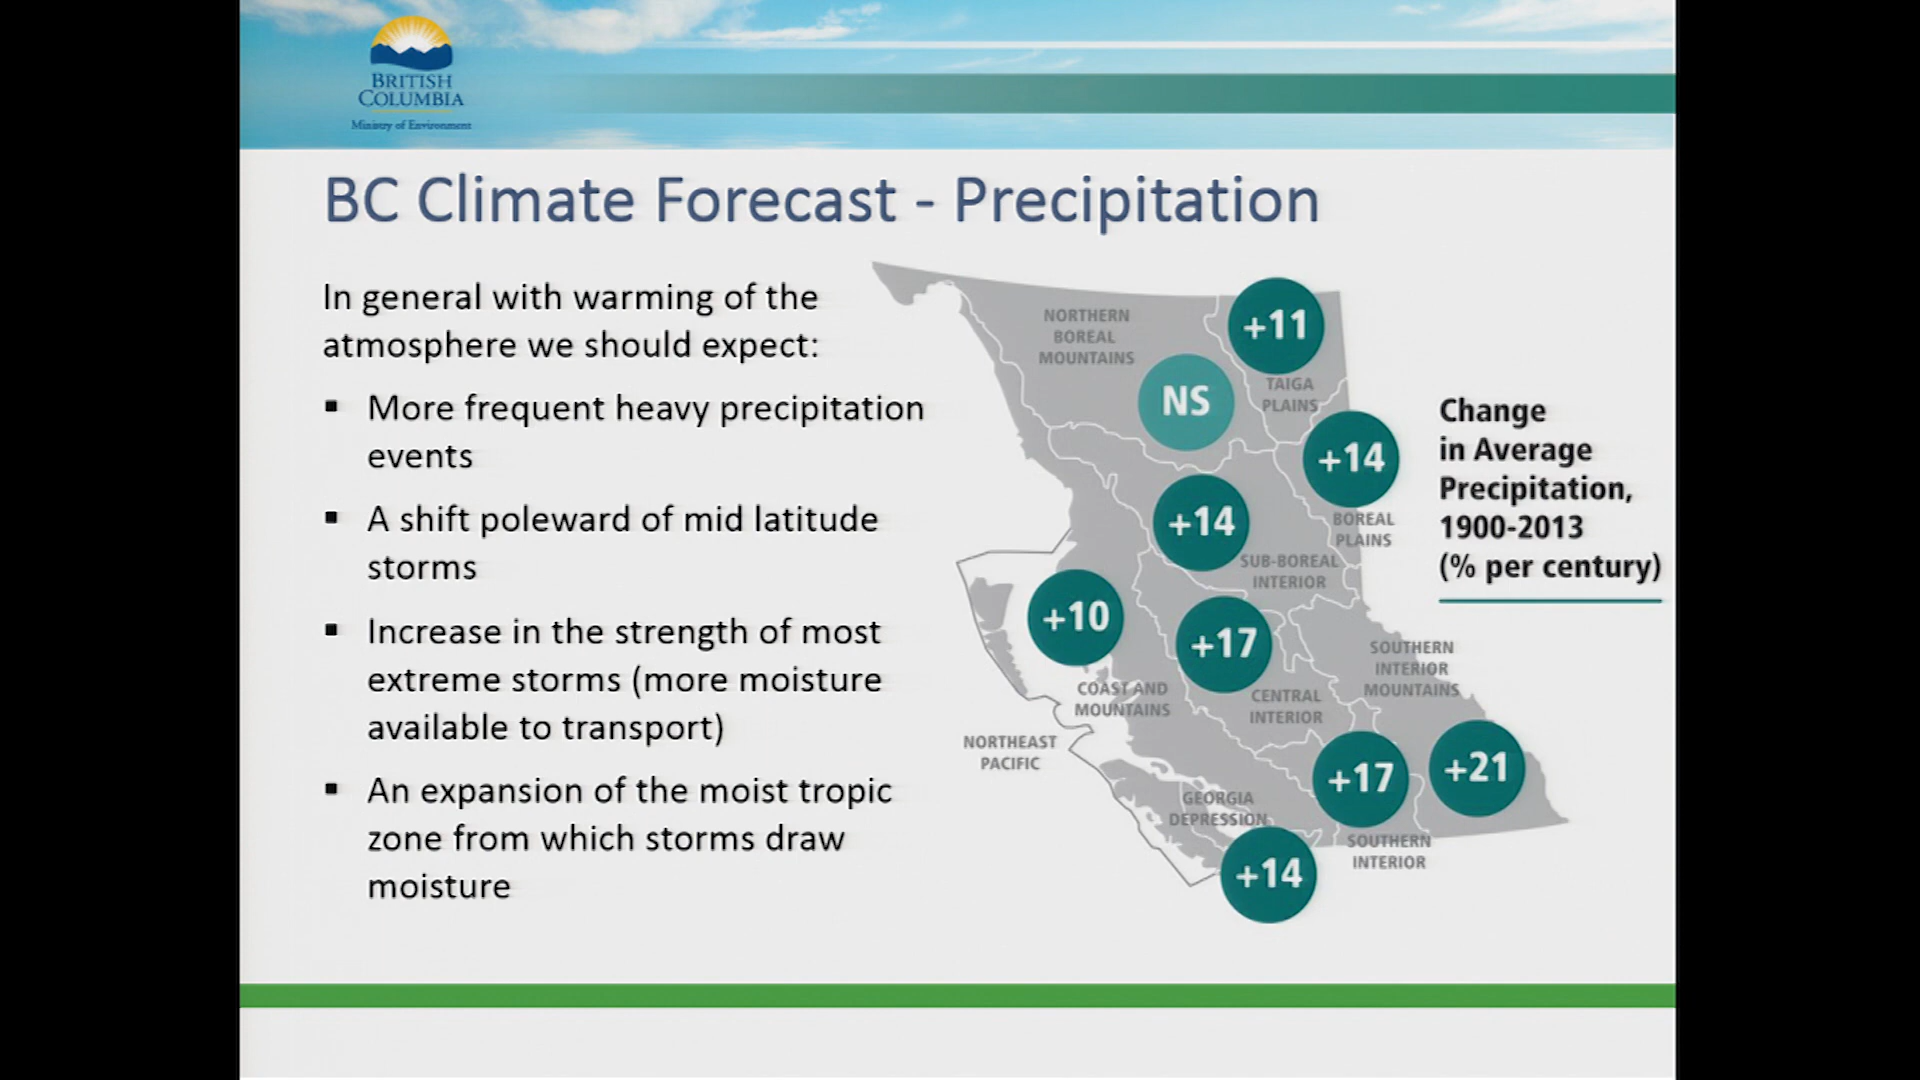 BRITISH
COLUMBIA
Ministry of Environment
BC Climate Forecast - Precipitation
In general with warming of the
atmosphere we should expect:
▪ More frequent heavy precipitation
events
▪ A shift poleward of mid latitude
storms
▪ Increase in the strength of most
extreme storms (more moisture
available to transport)
▪ An expansion of the moist tropic
zone from which storms draw
moisture
NORTHERN
BOREAL
MOUNTAINS
NS
+11
TAIGA
PLAINS
+14
BOREAL
PLAINS
+14
SUB-BOREAL
INTERIOR
+10
COAST AND
MOUNTAINS
+17
CENTRAL
INTERIOR
SOUTHERN
INTERIOR
MOUNTAINS
+21
NORTHEAST
PACIFIC
+17
SOUTHERN
INTERIOR
GEORGIA
DEPRESSION
+14
Change
in Average
Precipitation,
1900-2013
(% per century)